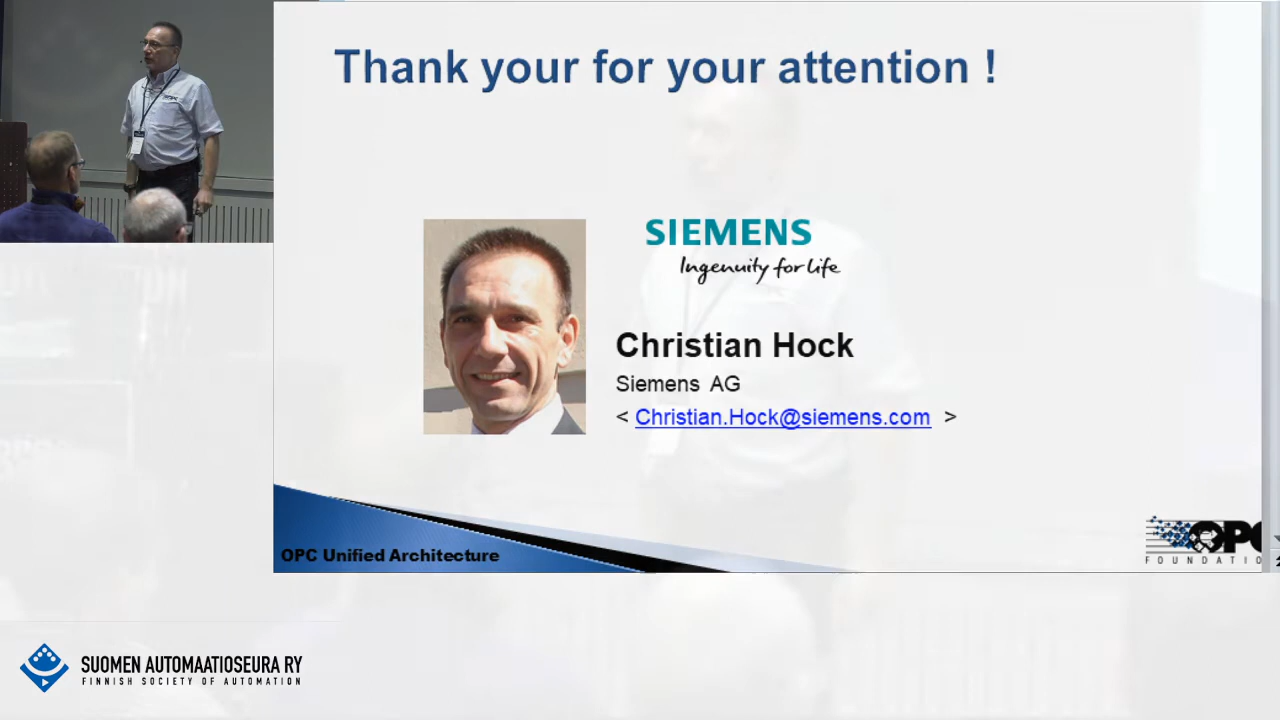 Thank your for your attention !
SIEMENS
Ingenuity for Life
Christian Hock
Siemens AG
< Christian.Hock@siemens.com >
OPC Unified Architecture
OPC
FOUNDATIO
SUOMEN AUTOMAATIOSEURA RY
FINNISH SOCIETY OF AUTOMATION